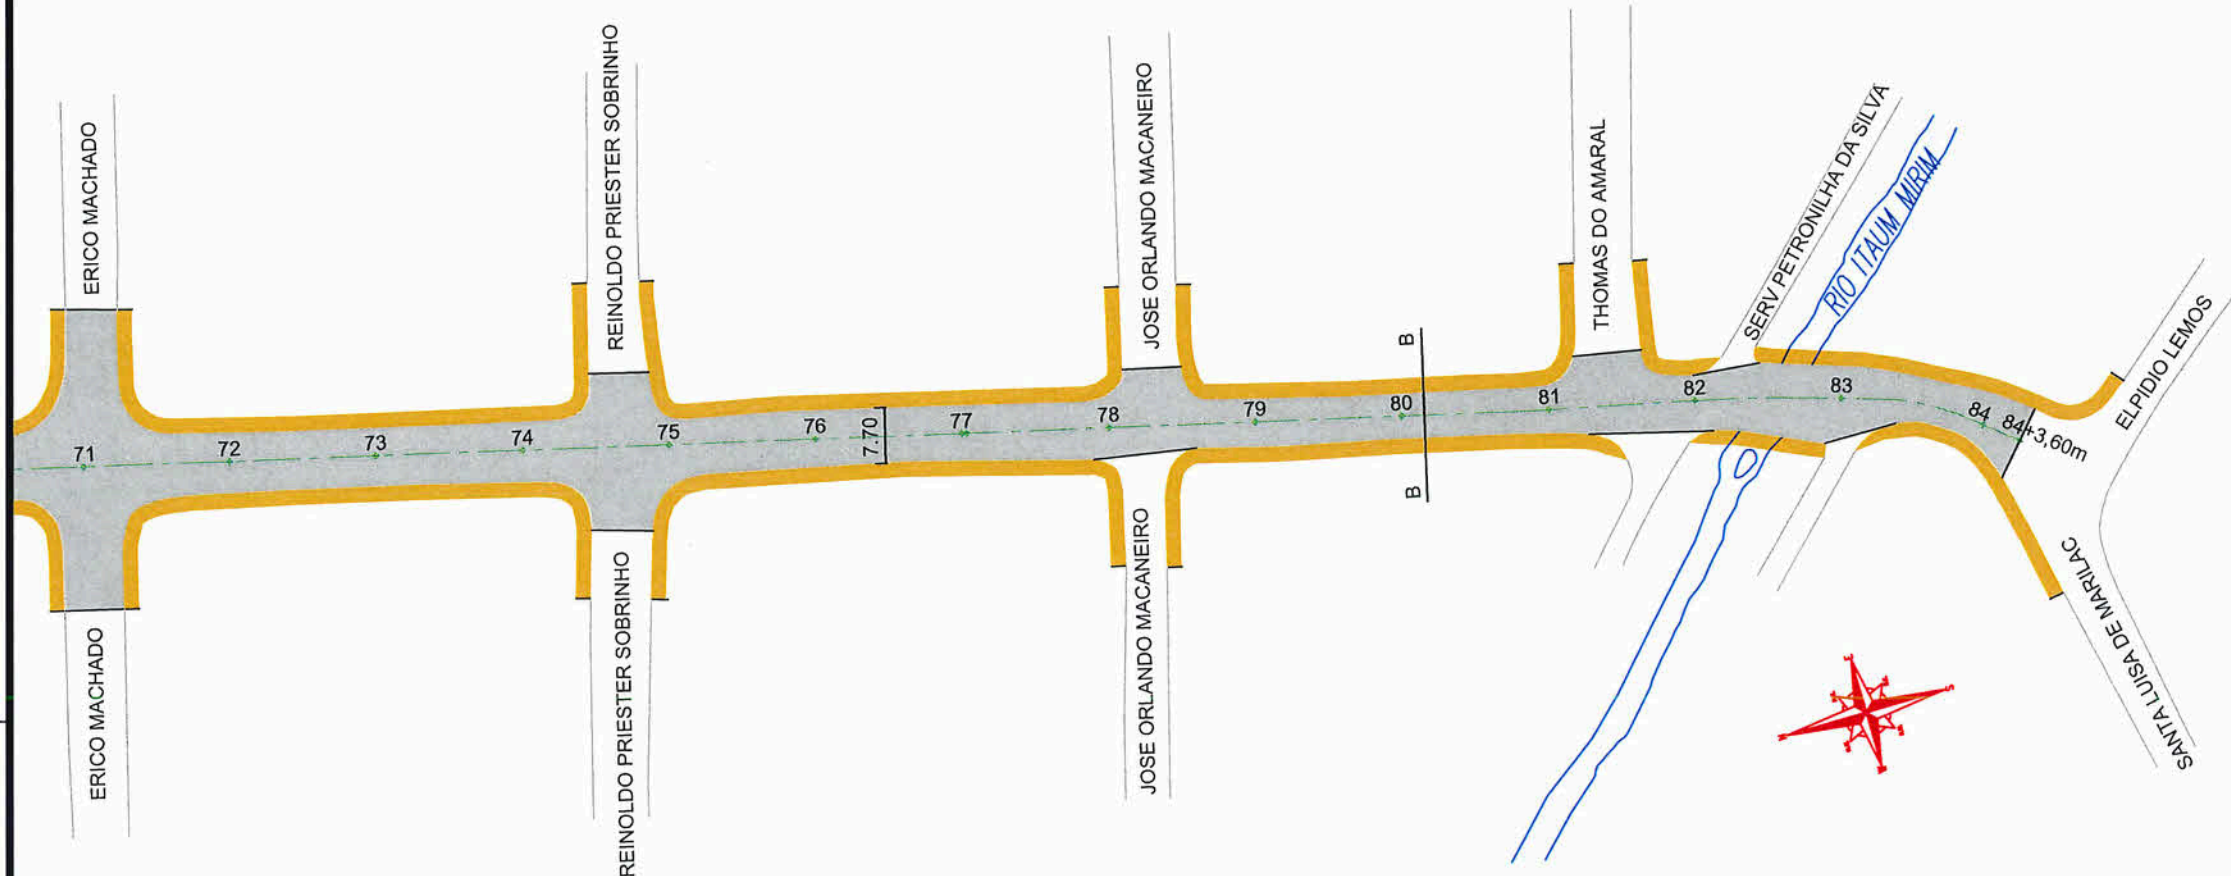 ERICO MACHADO
REINOLDO PRIESTER SOBRINHO
JOSE ORLANDO MACANEIRO
THOMAS DO AMARAL
SERV PETRONILHA DA SILVA
RIO ITAUM MIRIM
ELPIDIO LEMOS
71
72
73
74
75
76
7.70
77
78
79
80
81
82
83
84
84+3,60m
B
B
ERICO MACHADO
REINOLDO PRIESTER SOBRINHO
JOSE ORLANDO MACANEIRO
SANTA LUISA DE MARILAC